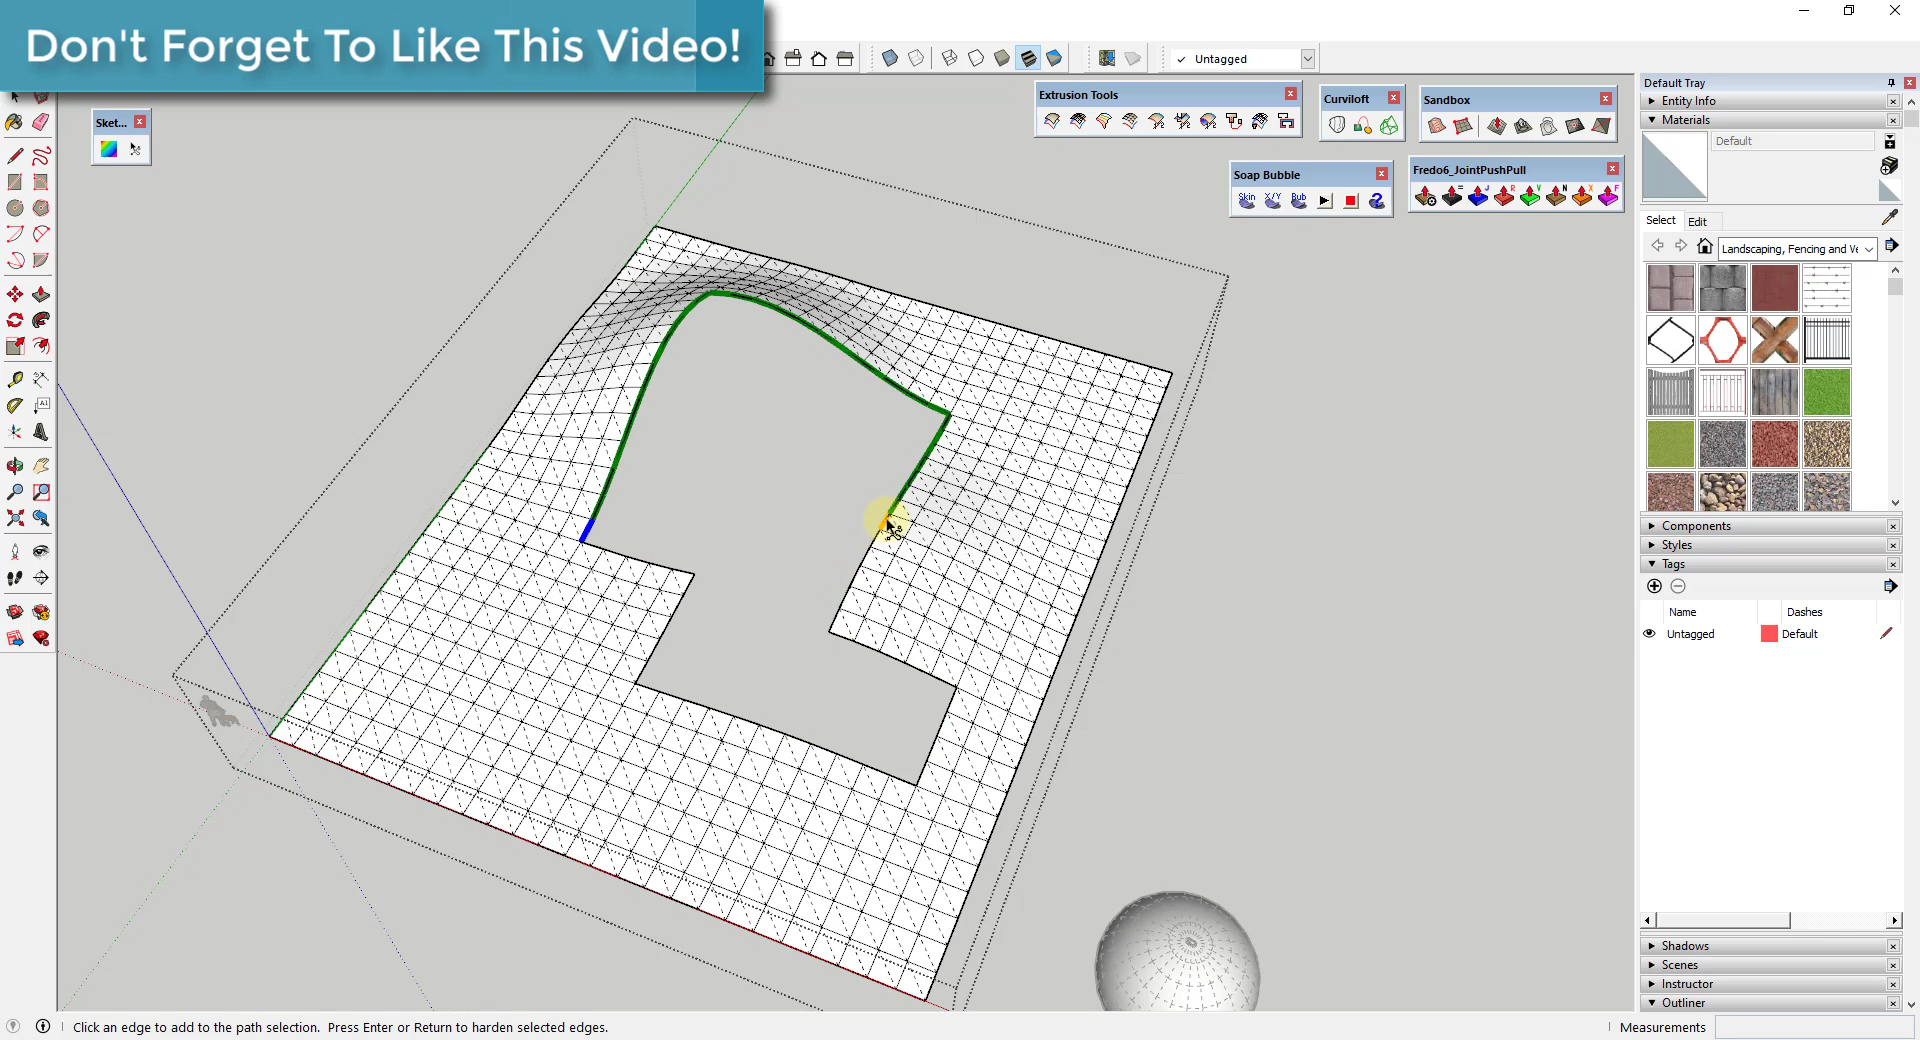 Don't Forget To Like This Video!
Untagged
Default Tray
Entity Info
Materials
Default
Extrusion Tools
Curviloft
Sandbox
Sket...
Soap Bubble
Skin X/Y Bub
Fredo6_JointPushPull
Select Edit
Landscaping, Fencing and Ve
Components
Styles
Tags
Name Dashes
Untagged Default
Shadows
Scenes
Instructor
Outliner
Click an edge to add to the path selection. Press Enter or Return to harden selected edges.
Measurements